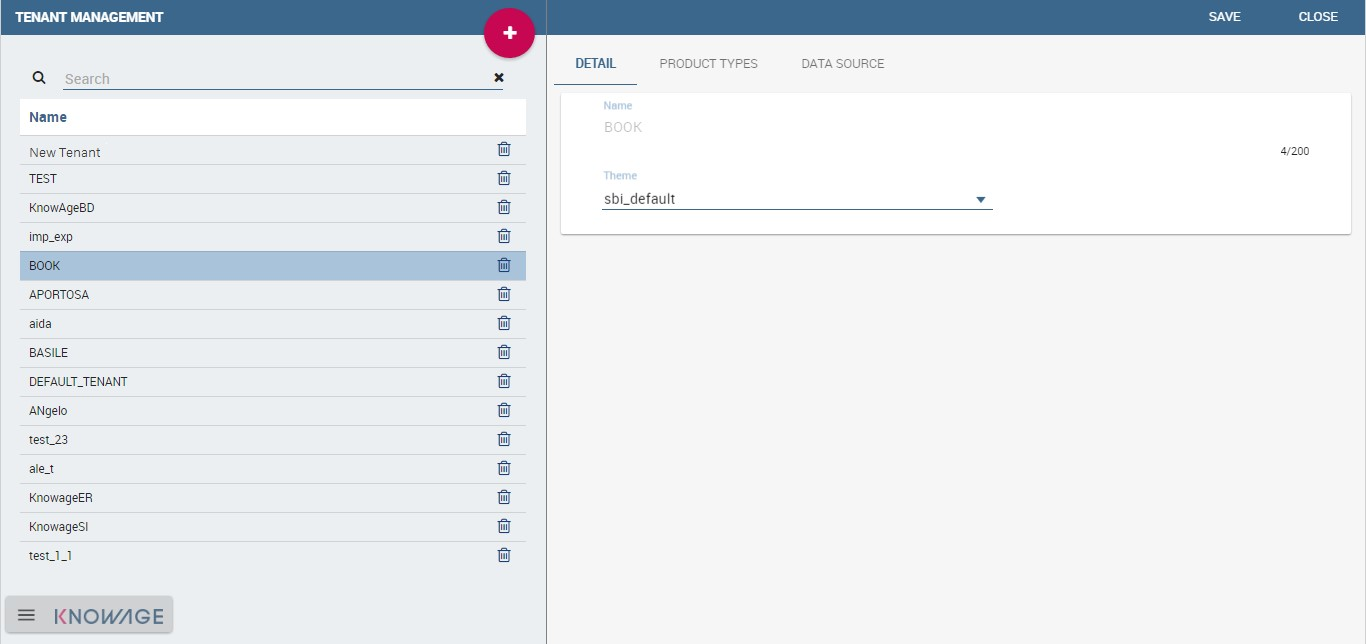 TENANT MANAGEMENT
SAVE
CLOSE
Search
Name
New Tenant
TEST
KnowAgeBD
imp_exp
BOOK
APORTOSA
aida
BASILE
DEFAULT_TENANT
ANgelo
test_23
ale_t
KnowageER
KnowageSI
test_1_1
KNOWAGE
DETAIL
PRODUCT TYPES
DATA SOURCE
Name
BOOK
4/200
Theme
sbi_default